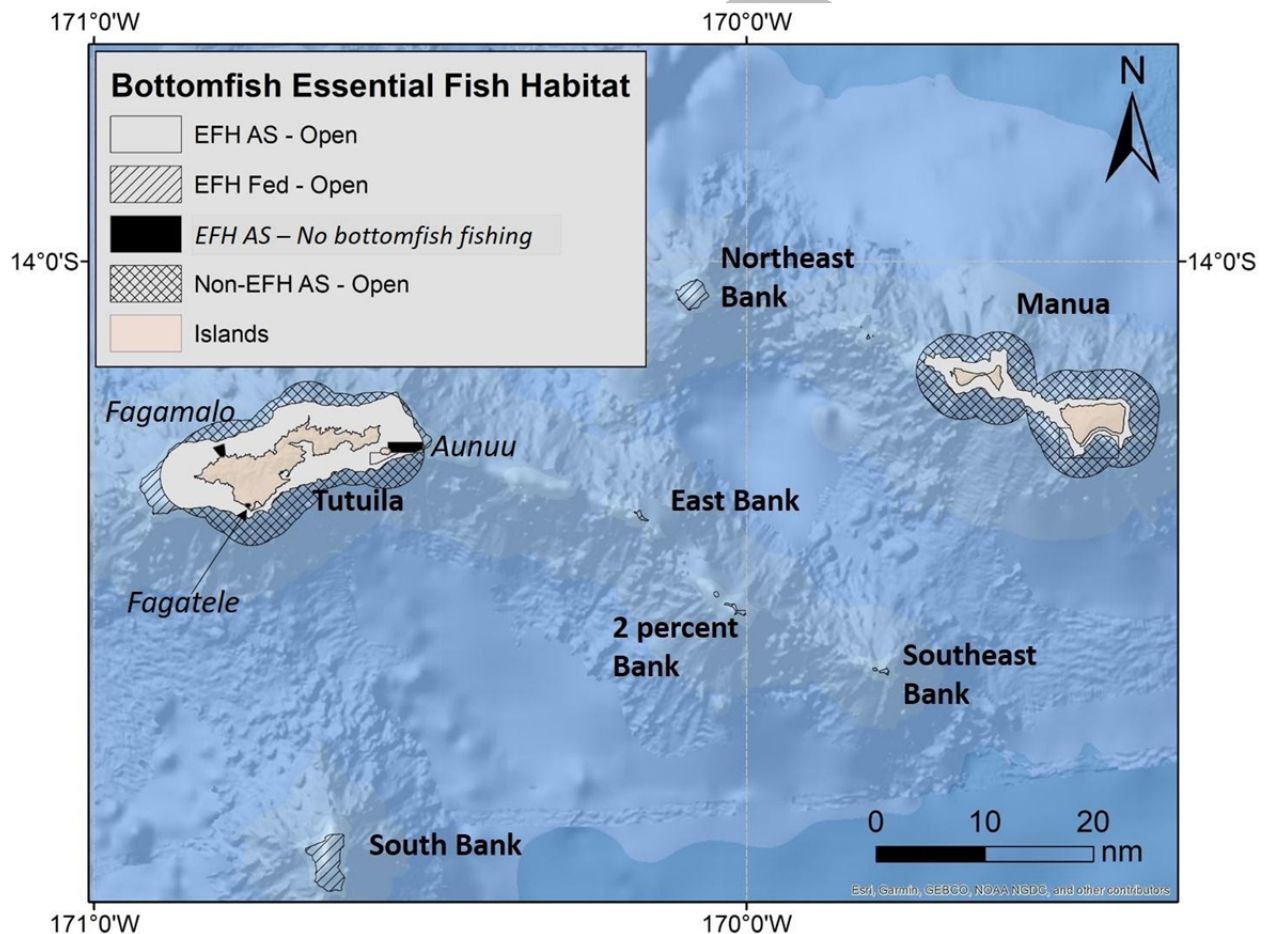 171°0'W
170°0'W
Bottomfish Essential Fish Habitat
EFH AS - Open
EFH Fed - Open
EFH AS – No bottomfish fishing
Non-EFH AS - Open
Islands
N
14°0'S
14°0'S
Northeast
Bank
Manua
Fagamalo
Aunuu
Tutuila
East Bank
Fagatele
2 percent
Bank
Southeast
Bank
South Bank
0 10 20
nm
Esri, Garmin, GEBCO, NOAA NGDC, and other contributors
171°0'W
170°0'W